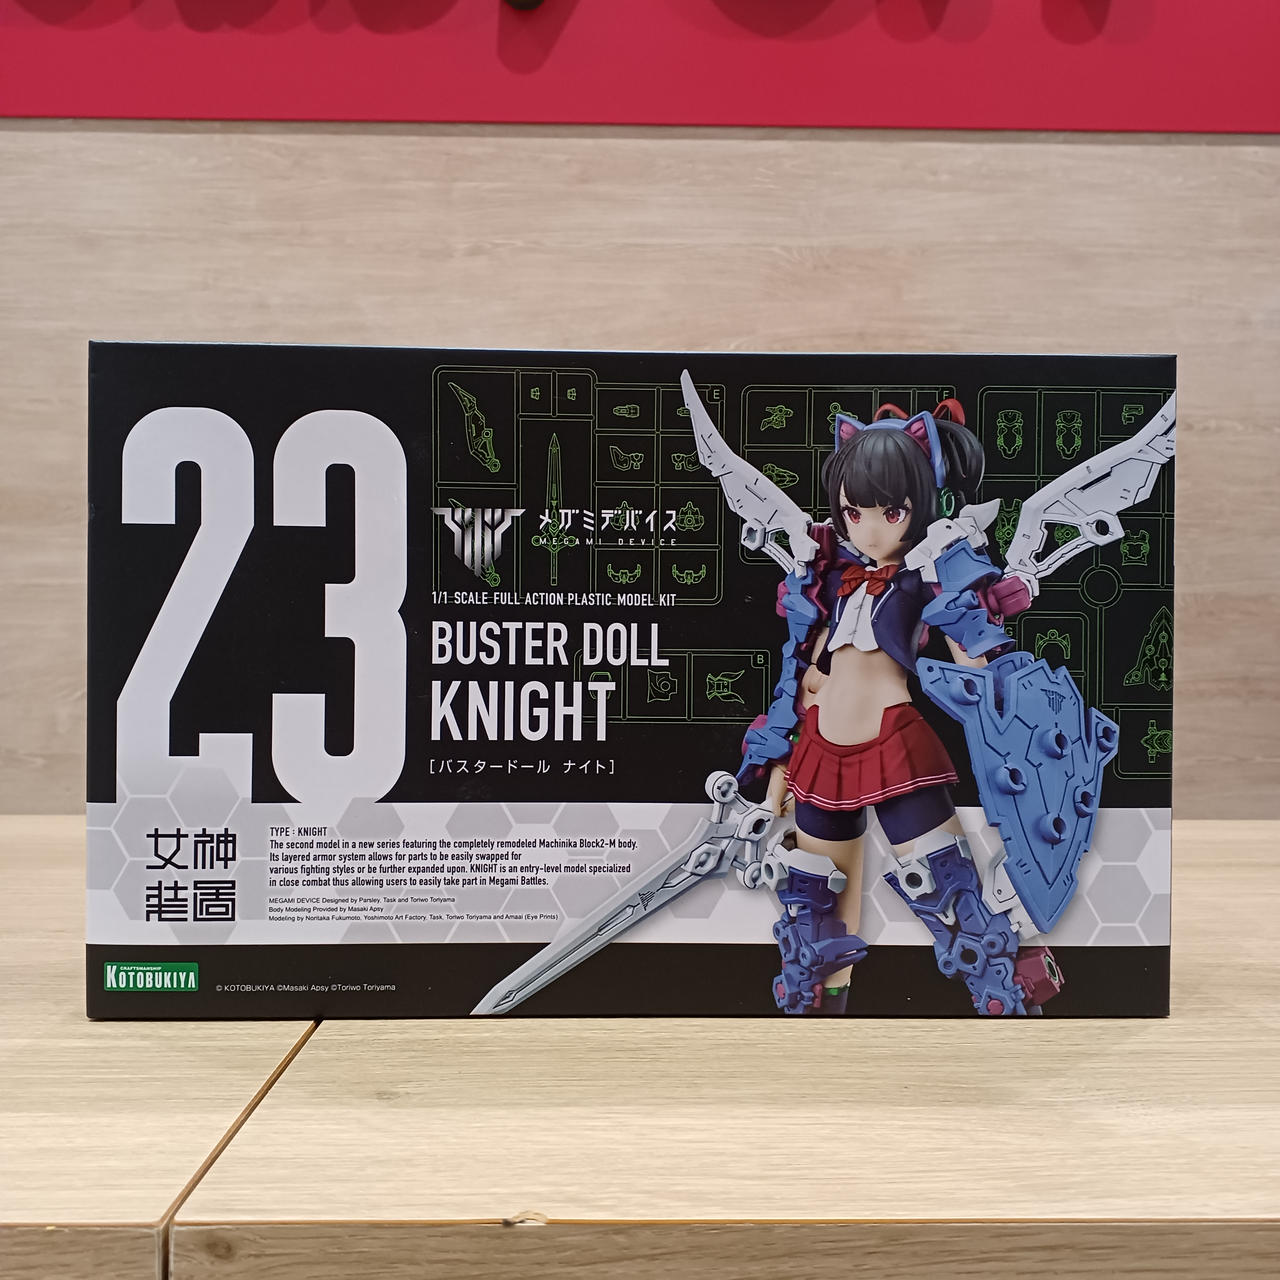 23
メガミデバイス
MEGAMI DEVICE
1/1 SCALE FULL ACTION PLASTIC MODEL KIT
BUSTER DOLL
KNIGHT
[バスタードール ナイト]
E
F
B
G
女神
装置
TYPE : KNIGHT
The second model in a new series featuring the completely remodeled Machinika Block2-M body.
Its layered armor system allows for parts to be easily swapped for
various fighting styles or be further expanded upon. KNIGHT is an entry-level model specialized
in close combat thus allowing users to easily take part in Megami Battles.
MEGAMI DEVICE Designed by Parsley, Task and Toriwo Toriyama
Body Modeling Provided by Masaki Apsy
Modeling by Noritaka Fukumoto, Yoshimoto Art Factory, Task, Toriwo Toriyama and Amaai (Eye Prints)
CRAFTSMANSHIP
KOTOBUKIYA
© KOTOBUKIYA ©Masaki Apsy ©Toriwo Toriyama